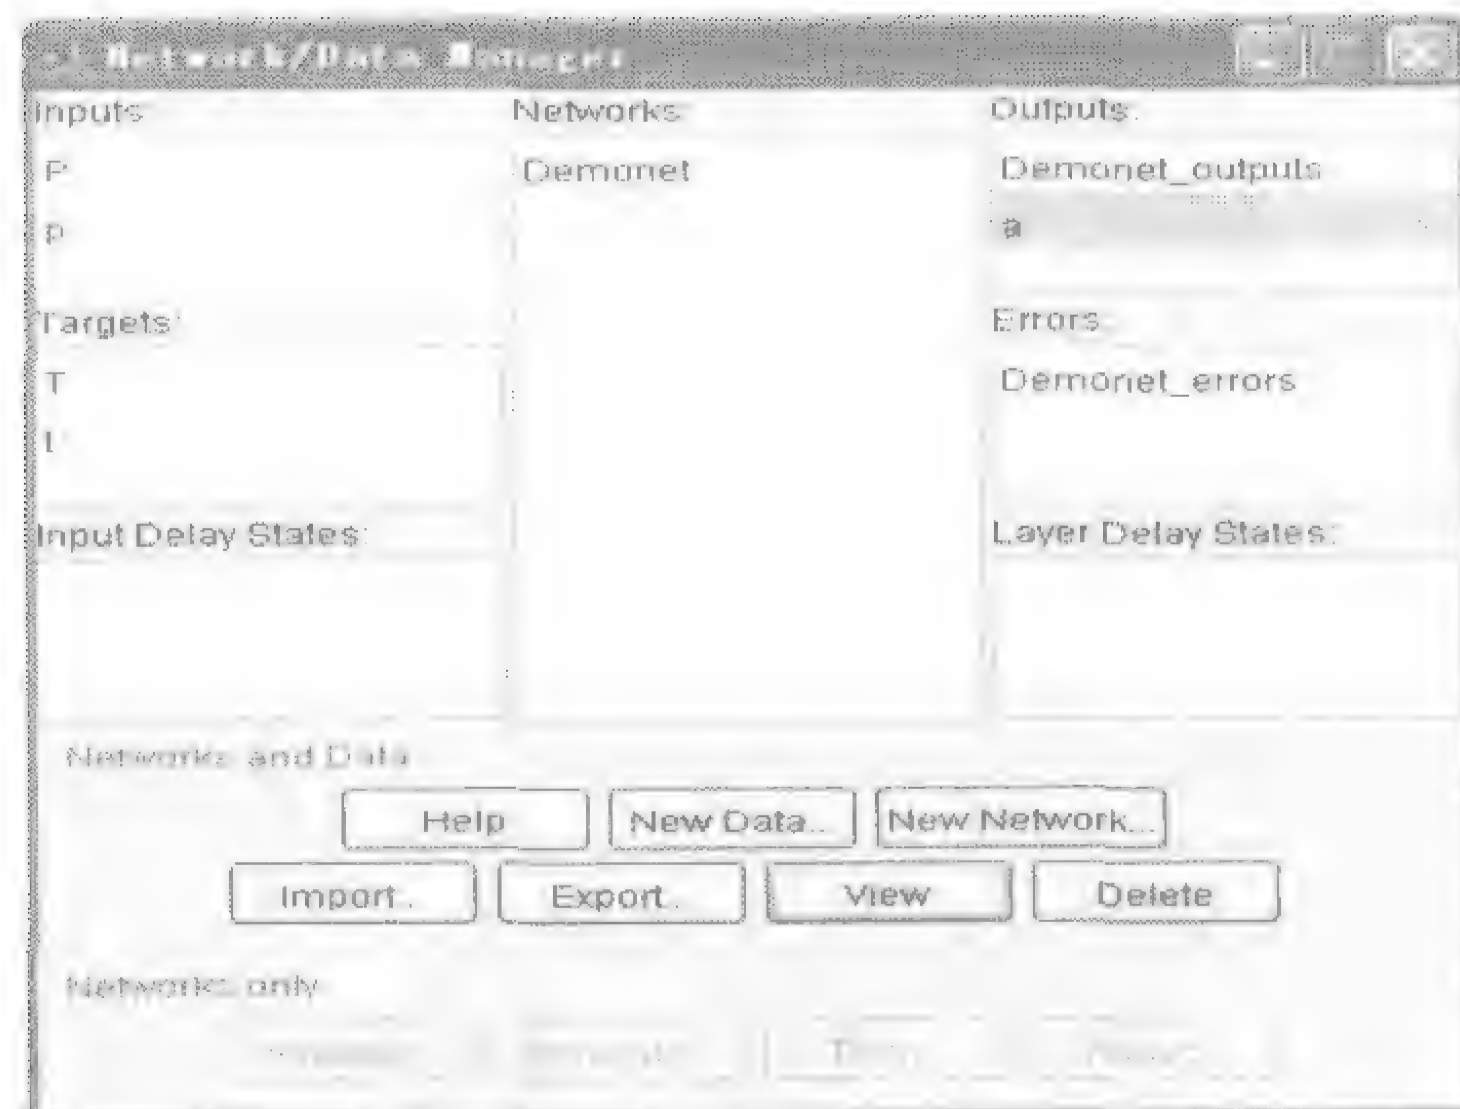 Network/Data Manager
Inputs:
P
p
Targets:
T
t
Input Delay States:
Networks:
Demonet
Outputs:
Demonet_outputs
a
Errors:
Demonet_errors
Layer Delay States:
Networks and Data
Help
New Data...
New Network...
Import...
Export...
View
Delete
Networks only